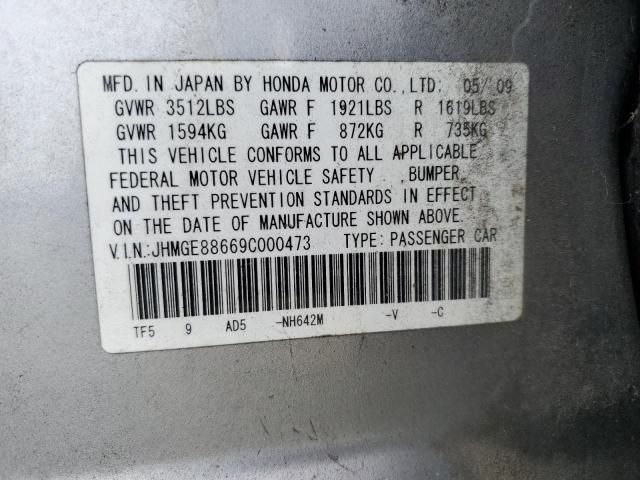 MFD. IN JAPAN BY HONDA MOTOR CO.,LTD: 05/09
GVWR 3512LBS GAWR F 1921LBS R 1619LBS
GVWR 1594KG GAWR F 872KG R 735KG
THIS VEHICLE CONFORMS TO ALL APPLICABLE
FEDERAL MOTOR VEHICLE SAFETY ,BUMPER,
AND THEFT PREVENTION STANDARDS IN EFFECT
ON THE DATE OF MANUFACTURE SHOWN ABOVE.
V.I.N.:JHMGE88669C000473 TYPE: PASSENGER CAR
TF5 9 AD5 -NH642M -V -C